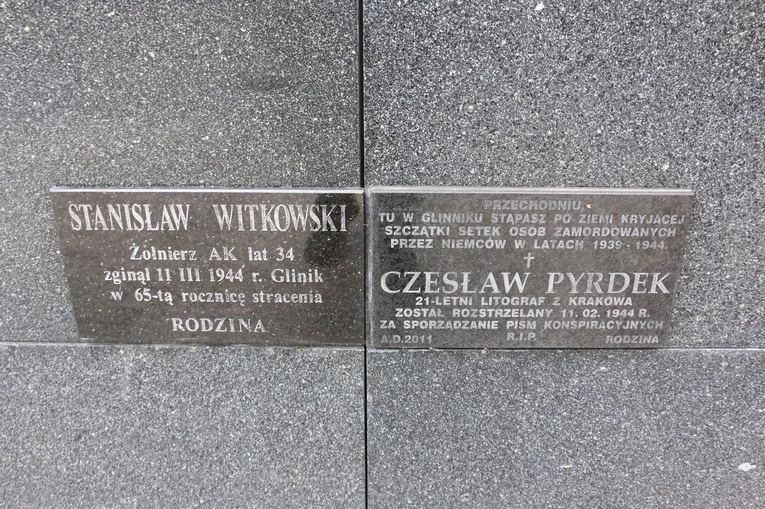 STANISŁAW WITKOWSKI
Żołnierz AK lat 34
zginął 11 III 1944 r. Glinik
w 65-tą rocznicę stracenia
RODZINA
PRZECHODNIU,
TU W GLINNIKU STĄPASZ PO ZIEMI KRYJĄCEJ
SZCZĄTKI SETEK OSÓB ZAMORDOWANYCH
PRZEZ NIEMCÓW W LATACH 1939 - 1944.
CZESŁAW PYRDEK
21-LETNI LITOGRAF Z KRAKOWA
ZOSTAŁ ROZSTRZELANY 11. 02. 1944 R.
ZA SPORZĄDZANIE PISM KONSPIRACYJNYCH
A.D.2011 R.I.P. RODZINA